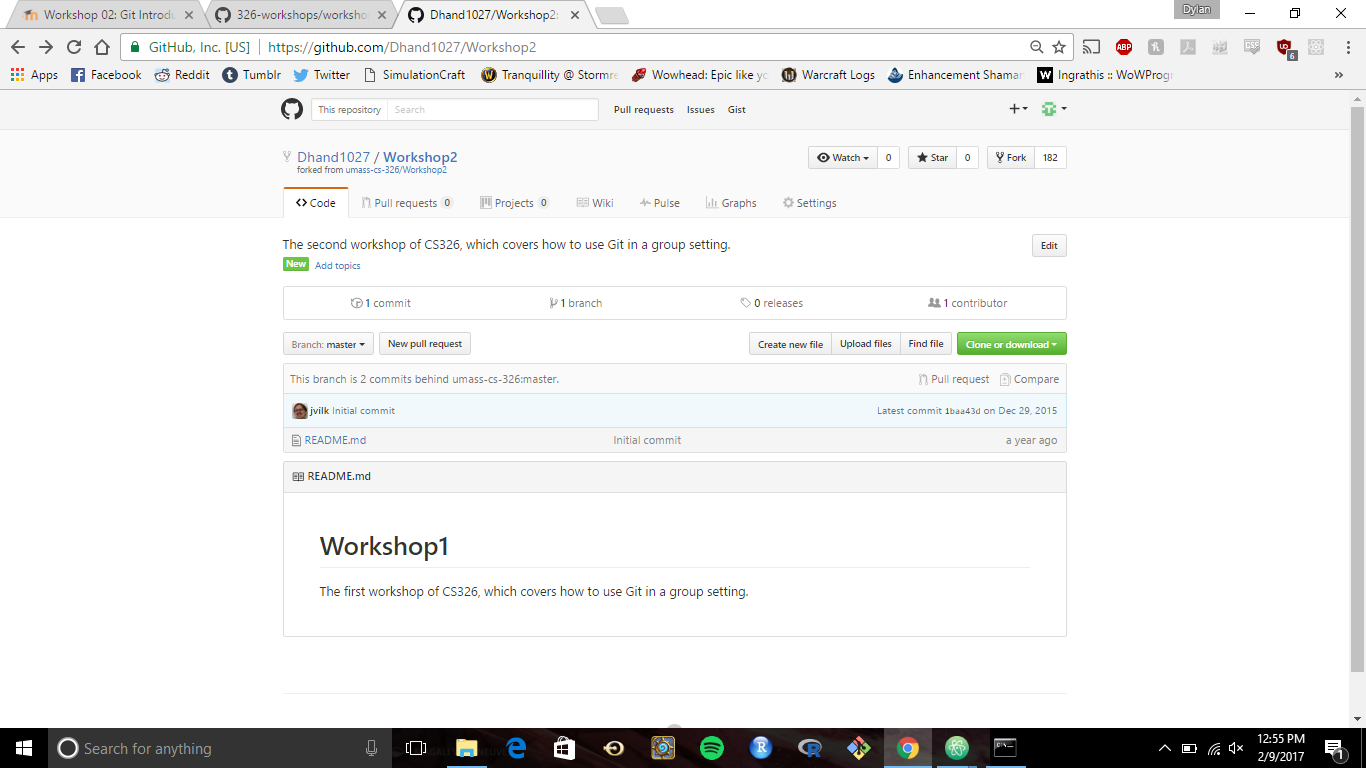 Workshop 02: Git Introdu
326-workshops/worksho
Dhand1027/Workshop2:
Dylan
GitHub, Inc. [US]
https://github.com/Dhand1027/Workshop2
ABP
CSF
6
Apps
Facebook
Reddit
Tumblr
Twitter
SimulationCraft
Tranquillity @ Stormre
Wowhead: Epic like yo
Warcraft Logs
Enhancement Shaman
Ingrathis :: WoWProgr
»
This repository
Search
Pull requests
Issues
Gist
Dhand1027 / Workshop2
forked from umass-cs-326/Workshop2
Watch
0
Star
0
Fork
182
Code
Pull requests 0
Projects 0
Wiki
Pulse
Graphs
Settings
The second workshop of CS326, which covers how to use Git in a group setting.
Edit
New
Add topics
1 commit
1 branch
0 releases
1 contributor
Branch: master
New pull request
Create new file
Upload files
Find file
Clone or download
This branch is 2 commits behind umass-cs-326:master.
Pull request
Compare
jvilk Initial commit
Latest commit 1baa43d on Dec 29, 2015
README.md
Initial commit
a year ago
README.md
Workshop1
The first workshop of CS326, which covers how to use Git in a group setting.
Search for anything
12:55 PM
2/9/2017
1